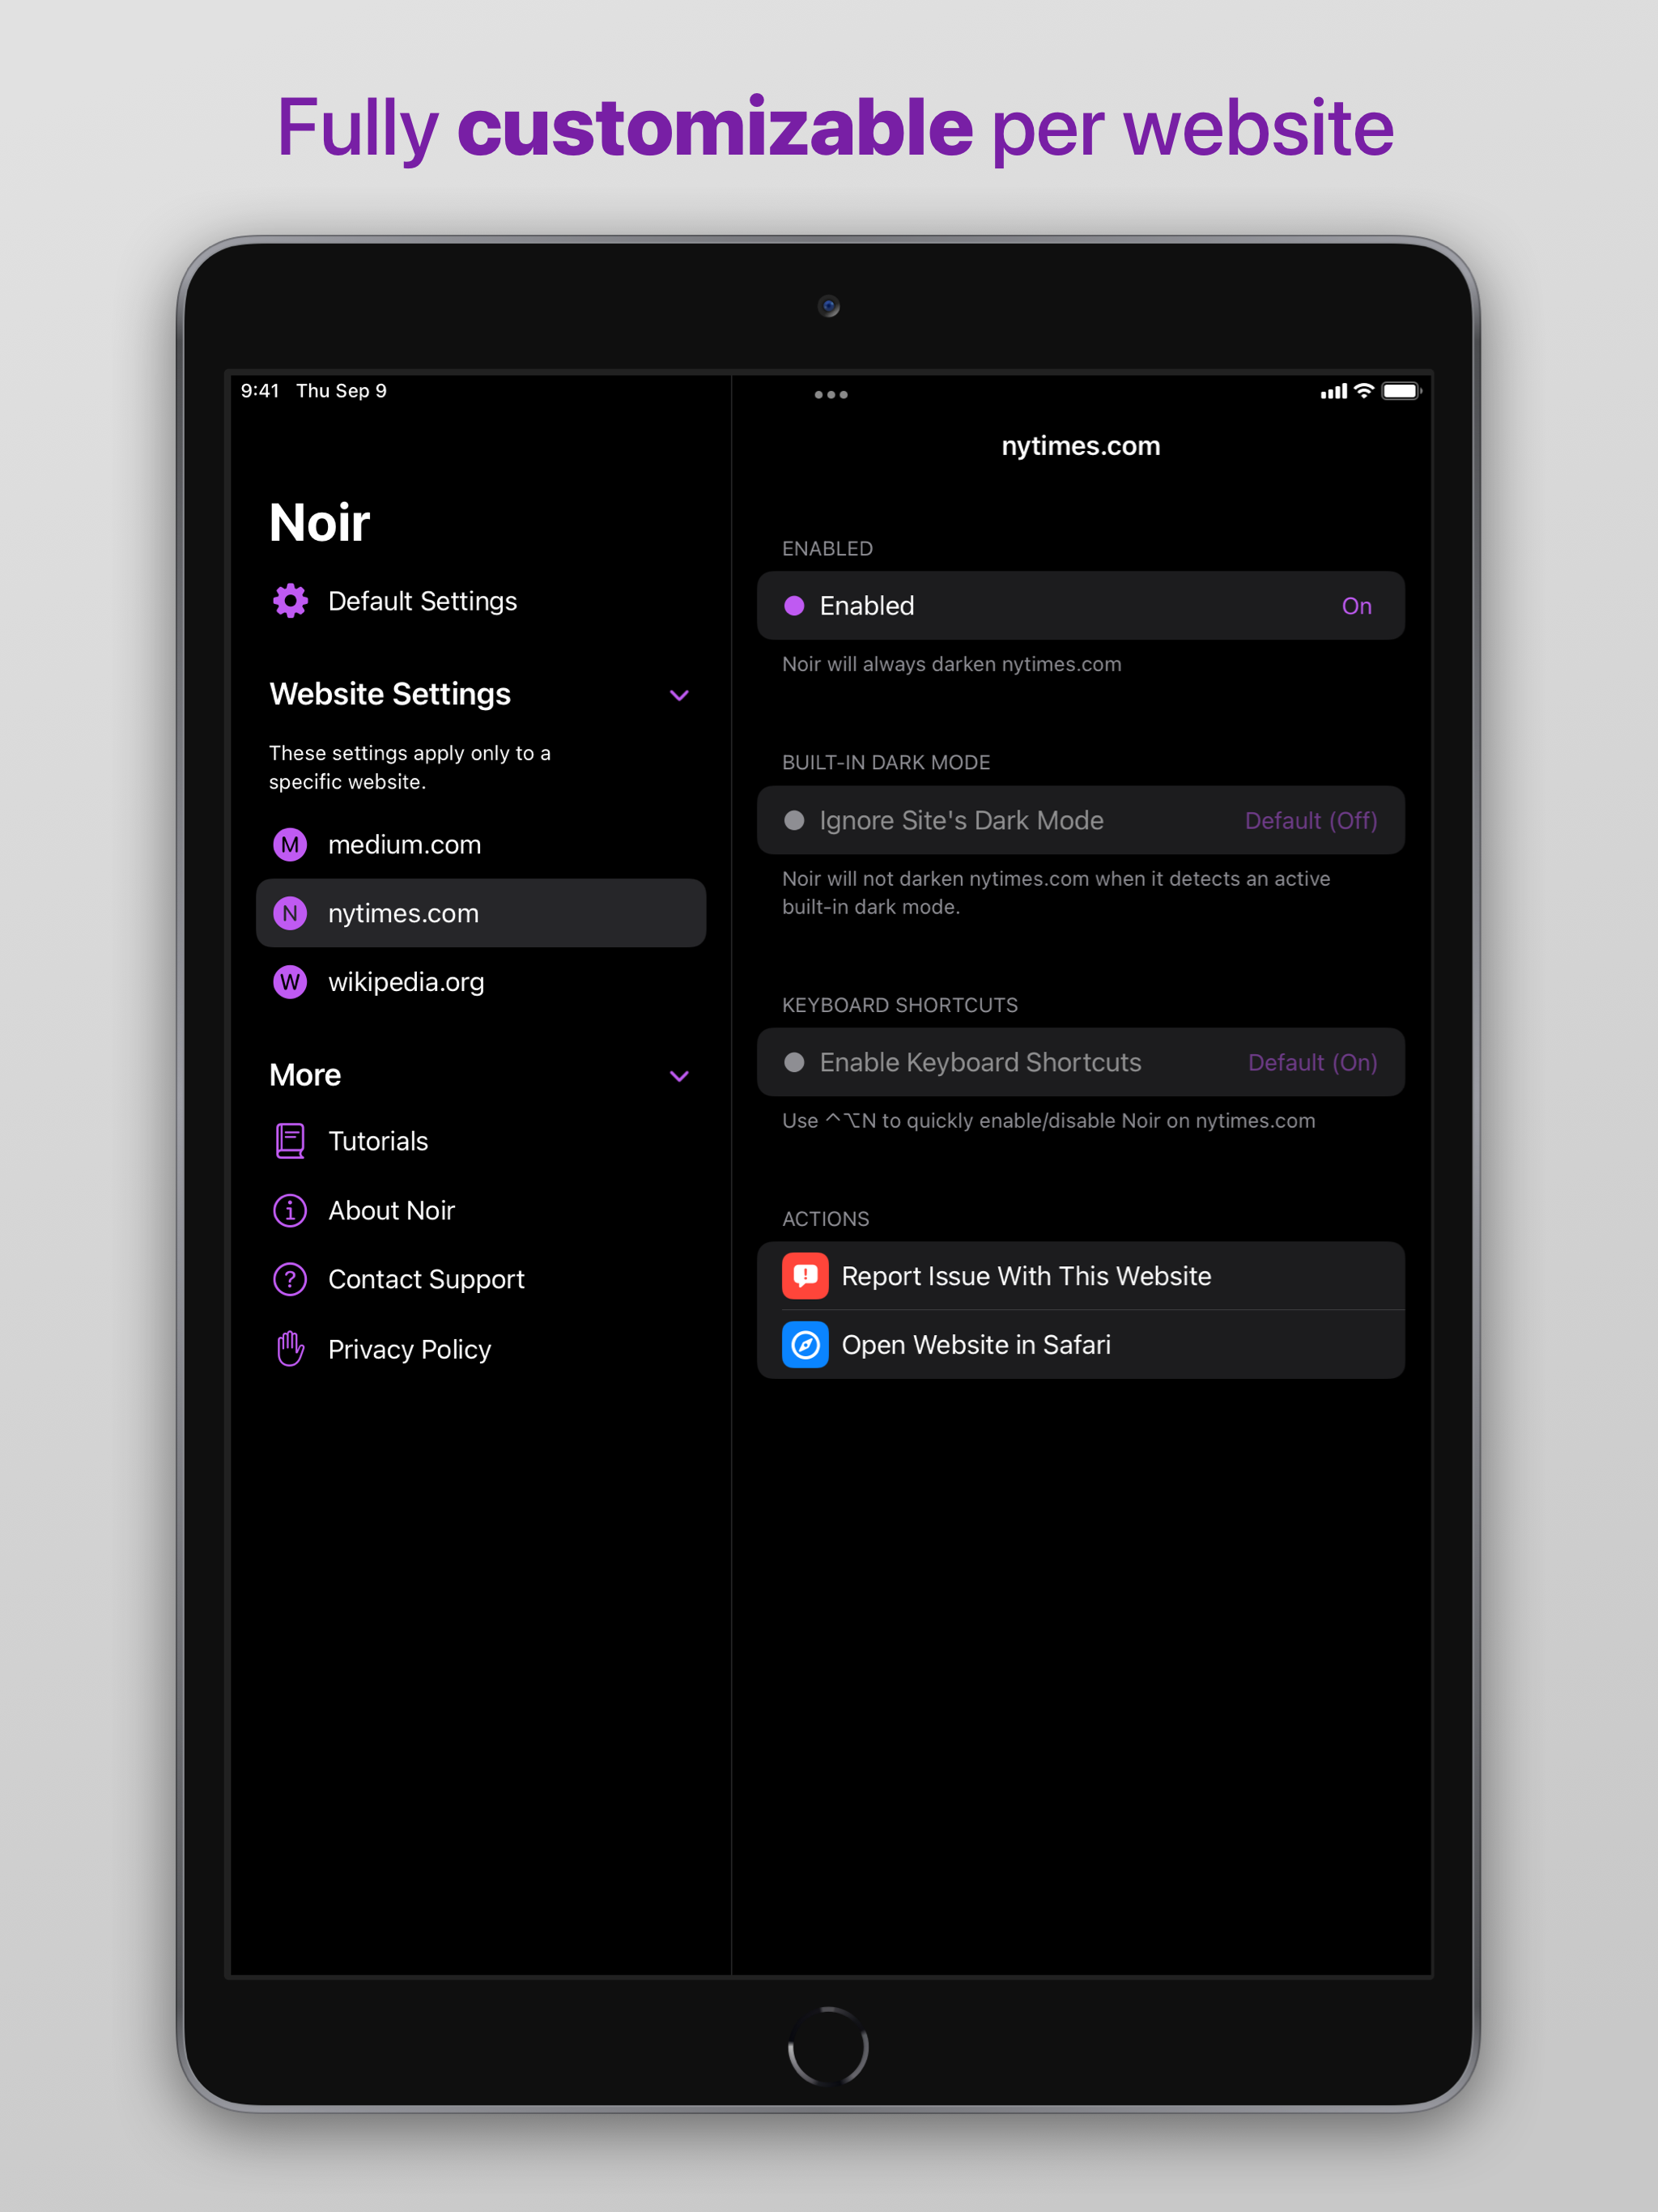 Fully customizable per website
9:41 Thu Sep 9
Noir
Default Settings
Website Settings
These settings apply only to a
specific website.
M medium.com
N nytimes.com
W wikipedia.org
More
Tutorials
About Noir
Contact Support
Privacy Policy
nytimes.com
ENABLED
Enabled On
Noir will always darken nytimes.com
BUILT-IN DARK MODE
Ignore Site's Dark Mode Default (Off)
Noir will not darken nytimes.com when it detects an active
built-in dark mode.
KEYBOARD SHORTCUTS
Enable Keyboard Shortcuts Default (On)
Use ⌃⌥N to quickly enable/disable Noir on nytimes.com
ACTIONS
Report Issue With This Website
Open Website in Safari